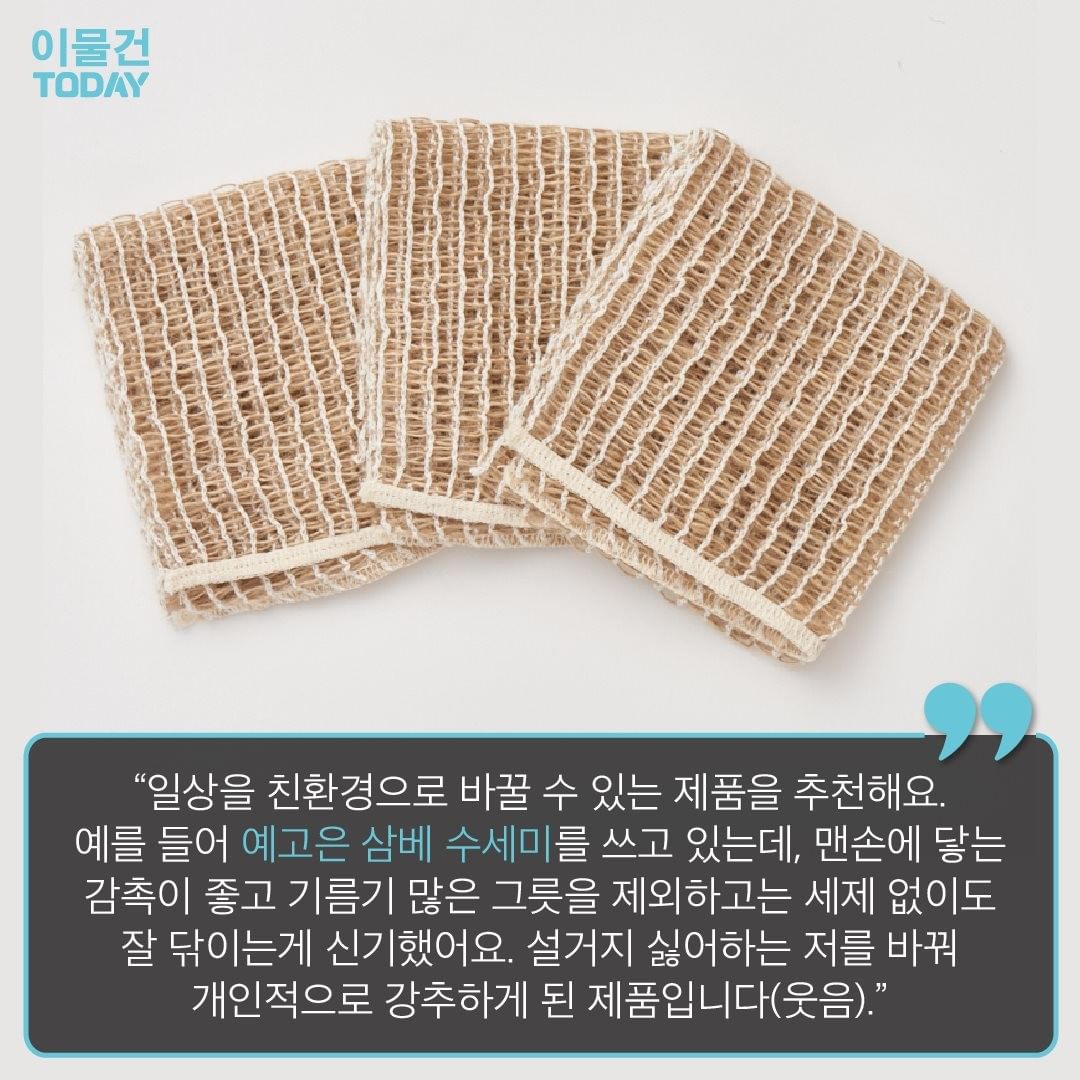 이물건
TODAY
“일상을 친환경으로 바꿀 수 있는 제품을 추천해요.
예를 들어 예고은 삼베 수세미를 쓰고 있는데, 맨손에 닿는
감촉이 좋고 기름기 많은 그릇을 제외하고는 세제 없이도
잘 닦이는게 신기했어요. 설거지 싫어하는 저를 바꿔
개인적으로 강추하게 된 제품입니다(웃음).”